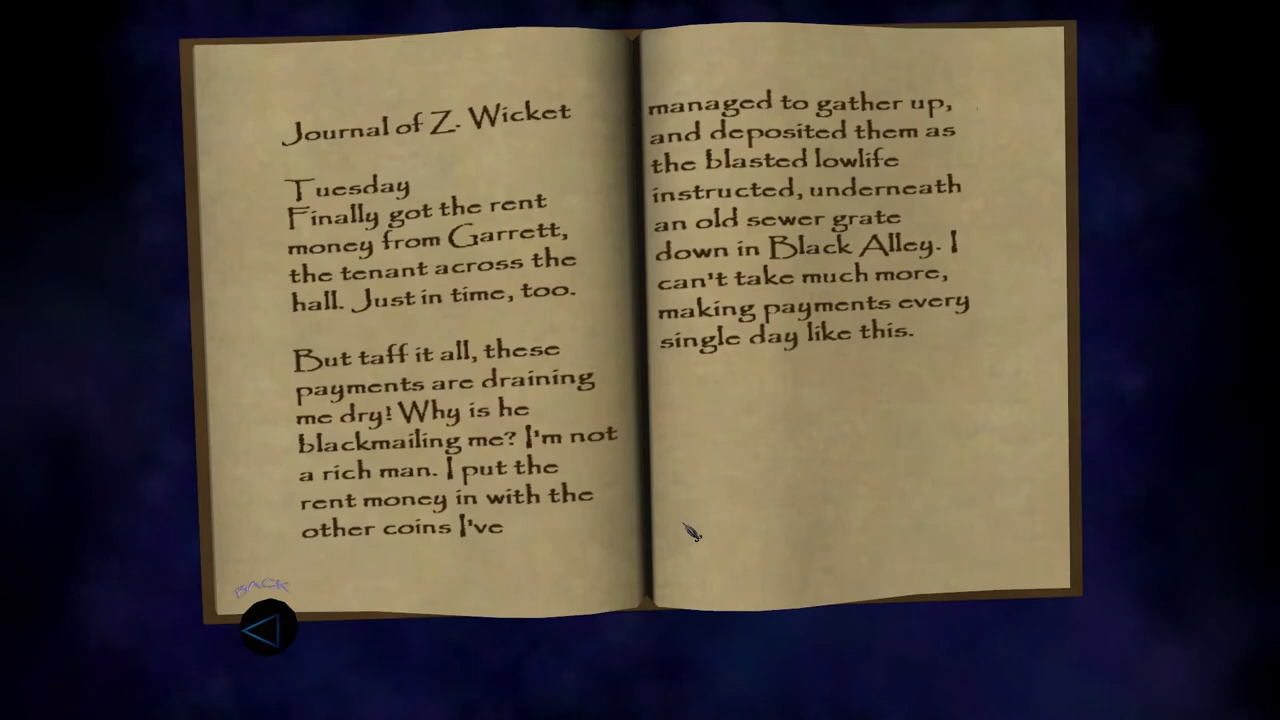 Journal of Z. Wicket
Tuesday
Finally got the rent
money from Garrett,
the tenant across the
hall. Just in time, too.
But taff it all, these
payments are draining
me dry! Why is he
blackmailing me? I'm not
a rich man. I put the
rent money in with the
other coins I've
managed to gather up,
and deposited them as
the blasted lowlife
instructed, underneath
an old sewer grate
down in Black Alley. I
can't take much more,
making payments every
single day like this.
BACK